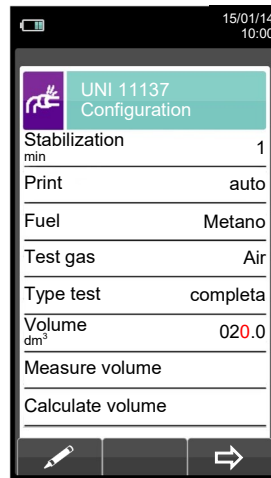 15/01/14
10:00
UNI 11137
Configuration
Stabilization 1
min
Print auto
Fuel Metano
Test gas Air
Type test completa
Volume 020.0
dm³
Measure volume
Calculate volume